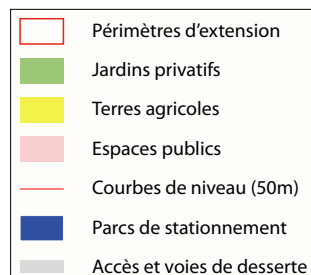 Périmètres d'extension
Jardins privatifs
Terres agricoles
Espaces publics
Courbes de niveau (50m)
Parcs de stationnement
Accès et voies de desserte